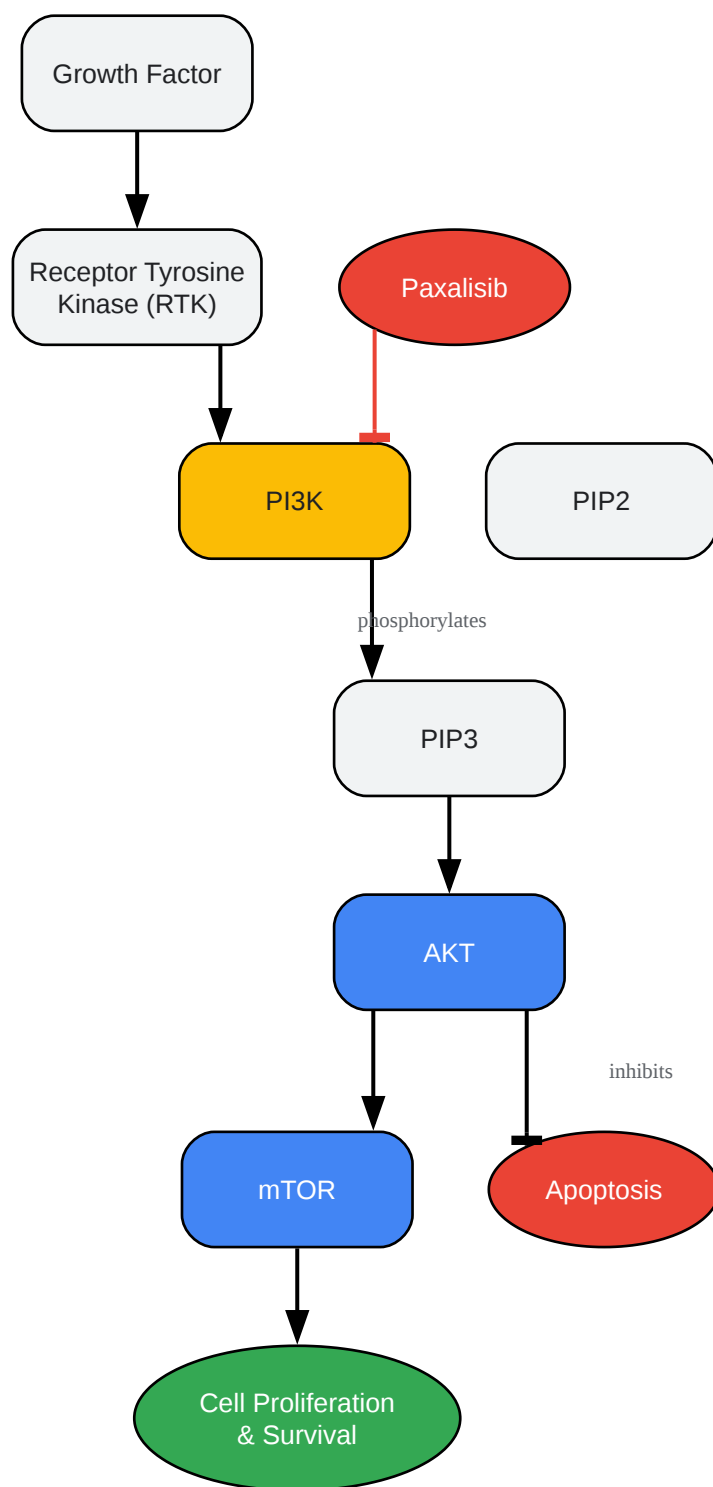 Growth Factor
Receptor Tyrosine
Kinase (RTK)
Paxalisib
PI3K
PIP2
phosphorylates
PIP3
AKT
inhibits
mTOR
Apoptosis
Cell Proliferation
& Survival